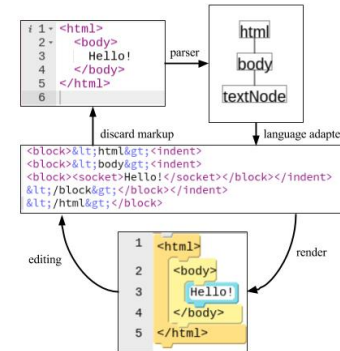 i 1 <html>
2 <body>
3 Hello!
4 </body>
5 </html>
6
parser
html
body
textNode
discard markup
language adapte
<block>&lt;html&gt;<indent>
<block>&lt;body&gt;<indent>
<block><socket>Hello!</socket></block></indent>
&lt;/block&gt;</block></indent>
&lt;/html&gt;</block>
editing
render
1 <html>
2 <body>
3 Hello!
4 </body>
5 </html>